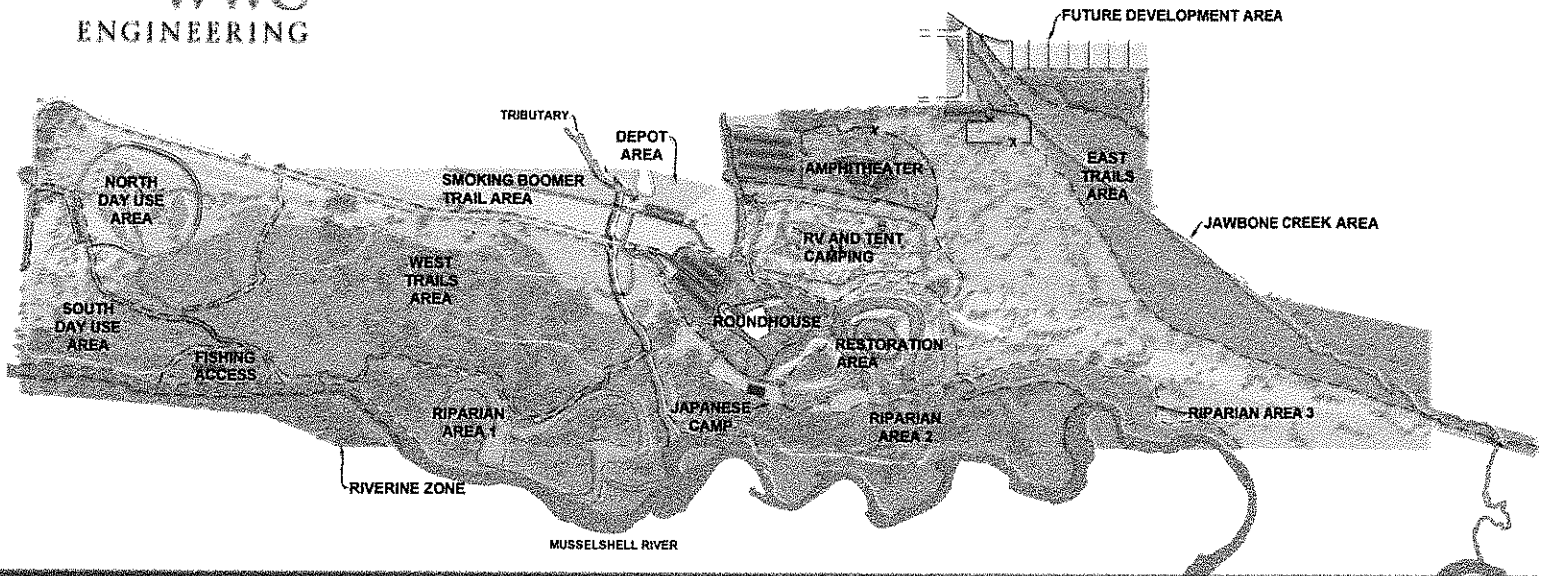 ENGINEERING
FUTURE DEVELOPMENT AREA
TRIBUTARY
DEPOT
AREA
NORTH
DAY USE
AREA
SMOKING BOOMER
TRAIL AREA
AMPHITHEATER
EAST
TRAILS
AREA
JAWBONE CREEK AREA
RV AND TENT
CAMPING
WEST
TRAILS
AREA
SOUTH
DAY USE
AREA
ROUNDHOUSE
RESTORATION
AREA
FISHING
ACCESS
JAPANESE
CAMP
RIPARIAN
AREA 1
RIPARIAN
AREA 2
RIPARIAN AREA 3
RIVERINE ZONE
MUSSELSHELL RIVER